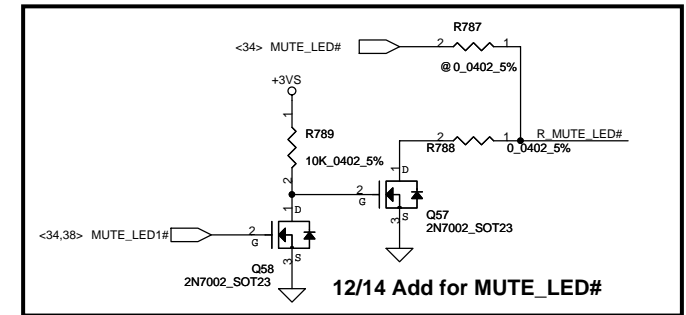 R787
<34> MUTE_LED#
2
1
@ 0_0402_5%
+3VS
1
R789
10K_0402_5%
2
R_MUTE_LED#
2
1
R788
0_0402_5%
1
D
2
G
S
3
Q57
2N7002_SOT23
1
D
<34,38> MUTE_LED1#
2
G
S
3
Q58
2N7002_SOT23
12/14 Add for MUTE_LED#